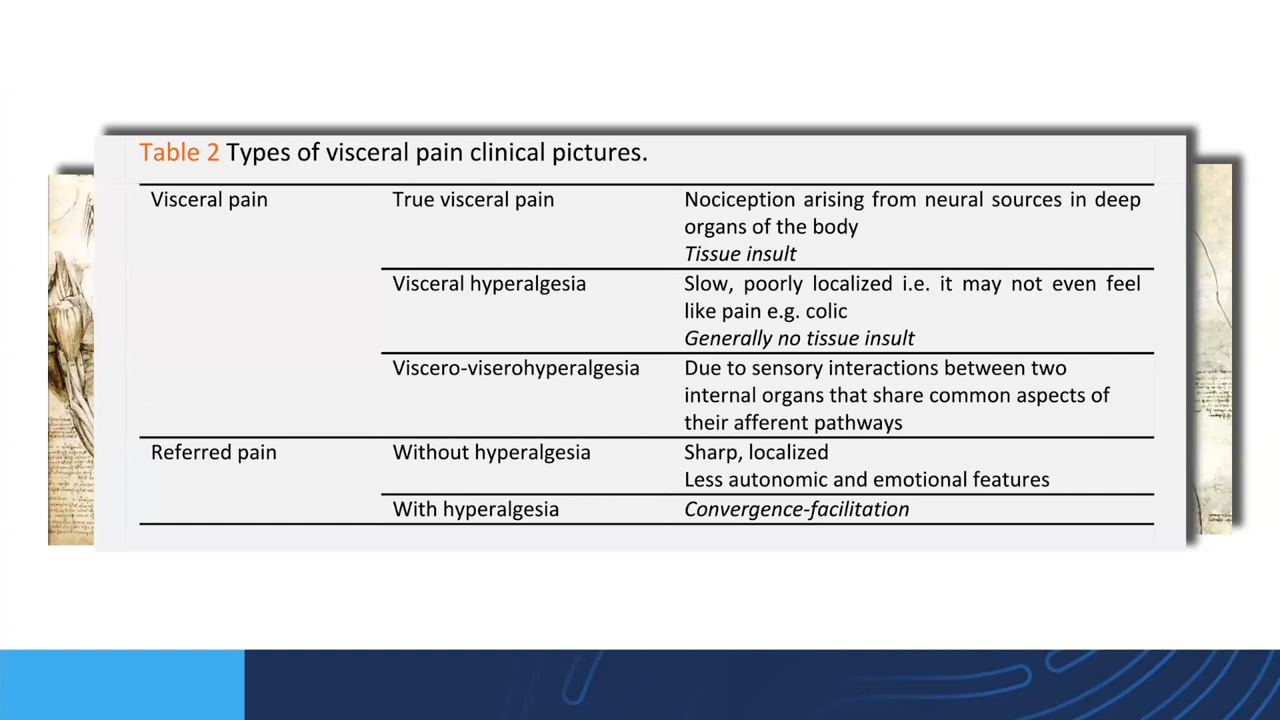 Table 2 Types of visceral pain clinical pictures.
Visceral pain
True visceral pain
Nociception arising from neural sources in deep
organs of the body
Tissue insult
Visceral hyperalgesia
Slow, poorly localized i.e. it may not even feel
like pain e.g. colic
Generally no tissue insult
Viscero-viserohyperalgesia
Due to sensory interactions between two
internal organs that share common aspects of
their afferent pathways
Referred pain
Without hyperalgesia
Sharp, localized
Less autonomic and emotional features
With hyperalgesia
Convergence-facilitation